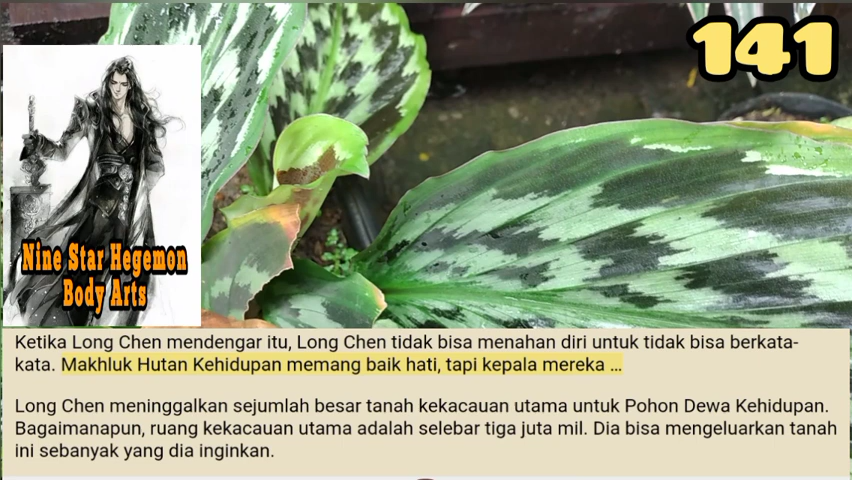 141
Nine Star Hegemon
Body Arts
Ketika Long Chen mendengar itu, Long Chen tidak bisa menahan diri untuk tidak bisa berkata-
kata. Makhluk Hutan Kehidupan memang baik hati, tapi kepala mereka ...
Long Chen meninggalkan sejumlah besar tanah kekacauan utama untuk Pohon Dewa Kehidupan.
Bagaimanapun, ruang kekacauan utama adalah selebar tiga juta mil. Dia bisa mengeluarkan tanah
ini sebanyak yang dia inginkan.